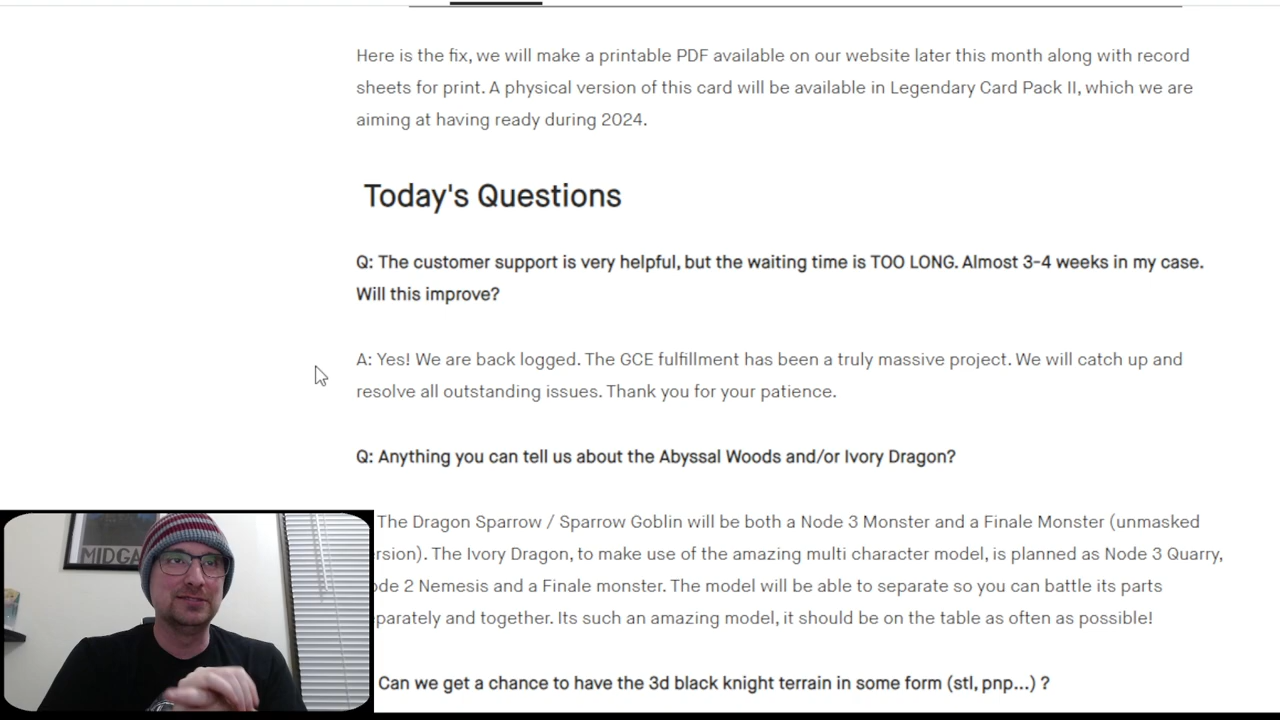 Here is the fix, we will make a printable PDF available on our website later this month along with record
sheets for print. A physical version of this card will be available in Legendary Card Pack II, which we are
aiming at having ready during 2024.
Today's Questions
Q: The customer support is very helpful, but the waiting time is TOO LONG. Almost 3-4 weeks in my case.
Will this improve?
A: Yes! We are back logged. The GCE fulfillment has been a truly massive project. We will catch up and
resolve all outstanding issues. Thank you for your patience.
Q: Anything you can tell us about the Abyssal Woods and/or Ivory Dragon?
The Dragon Sparrow / Sparrow Goblin will be both a Node 3 Monster and a Finale Monster (unmasked
rsion). The Ivory Dragon, to make use of the amazing multi character model, is planned as Node 3 Quarry,
ode 2 Nemesis and a Finale monster. The model will be able to separate so you can battle its parts
parately and together. Its such an amazing model, it should be on the table as often as possible!
Can we get a chance to have the 3d black knight terrain in some form (stl, pnp...) ?
MIDGA